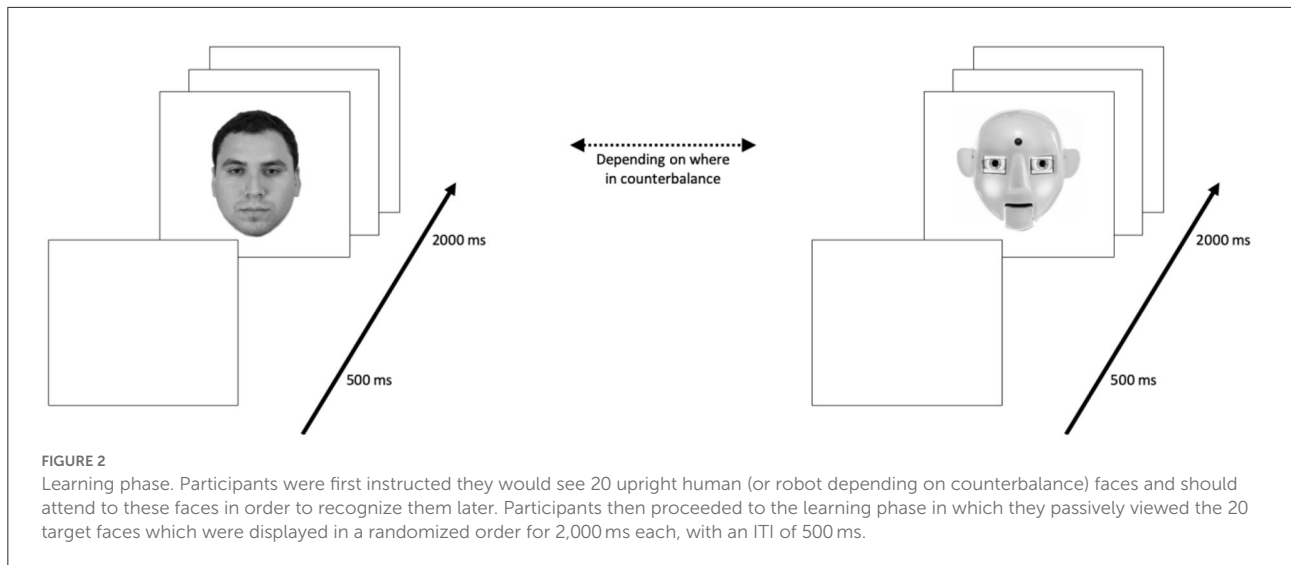 Depending on where
in counterbalance
2000 ms
500 ms
2000 ms
500 ms
FIGURE 2
Learning phase. Participants were first instructed they would see 20 upright human (or robot depending on counterbalance) faces and should
attend to these faces in order to recognize them later. Participants then proceeded to the learning phase in which they passively viewed the 20
target faces which were displayed in a randomized order for 2,000 ms each, with an ITI of 500 ms.